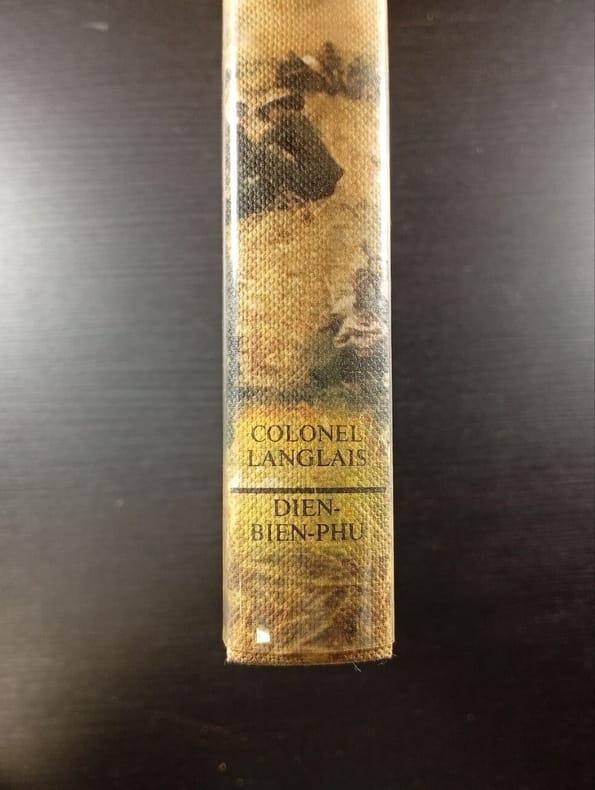 COLONEL
LANGLAIS
DIEN-
BIEN-PHU